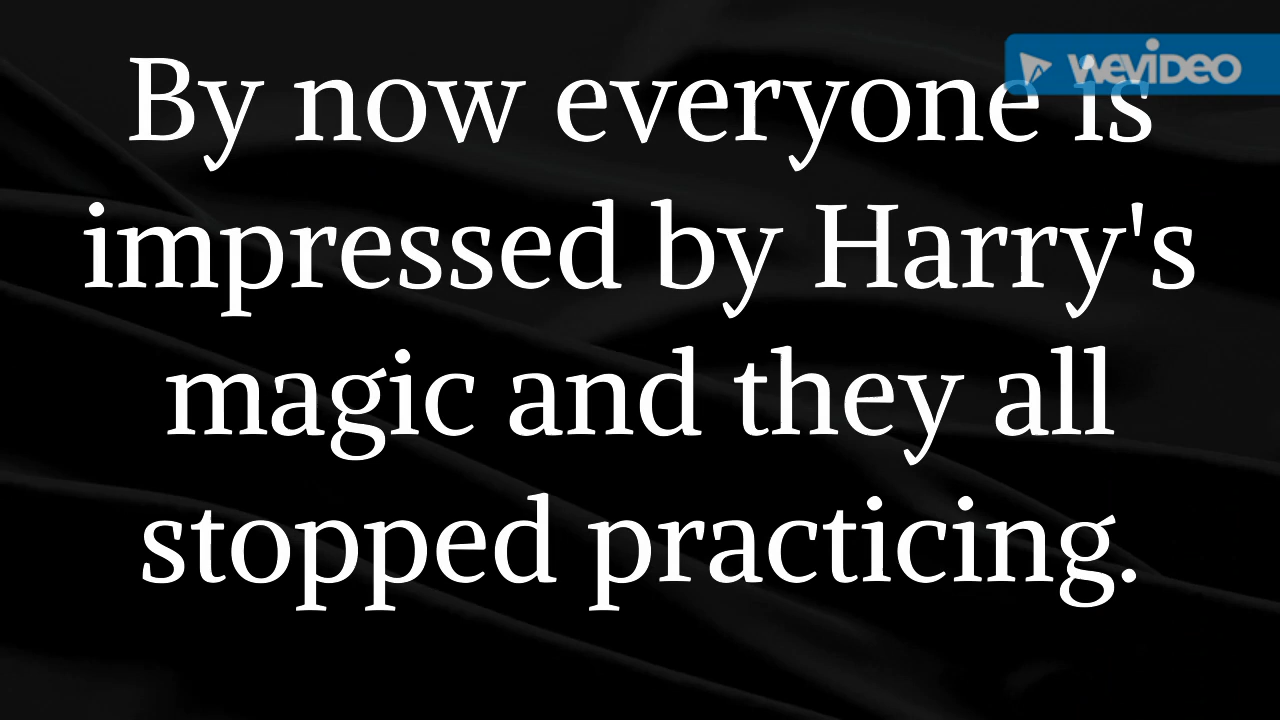 WEVIDEO
By now everyone is
impressed by Harry's
magic and they all
stopped practicing.